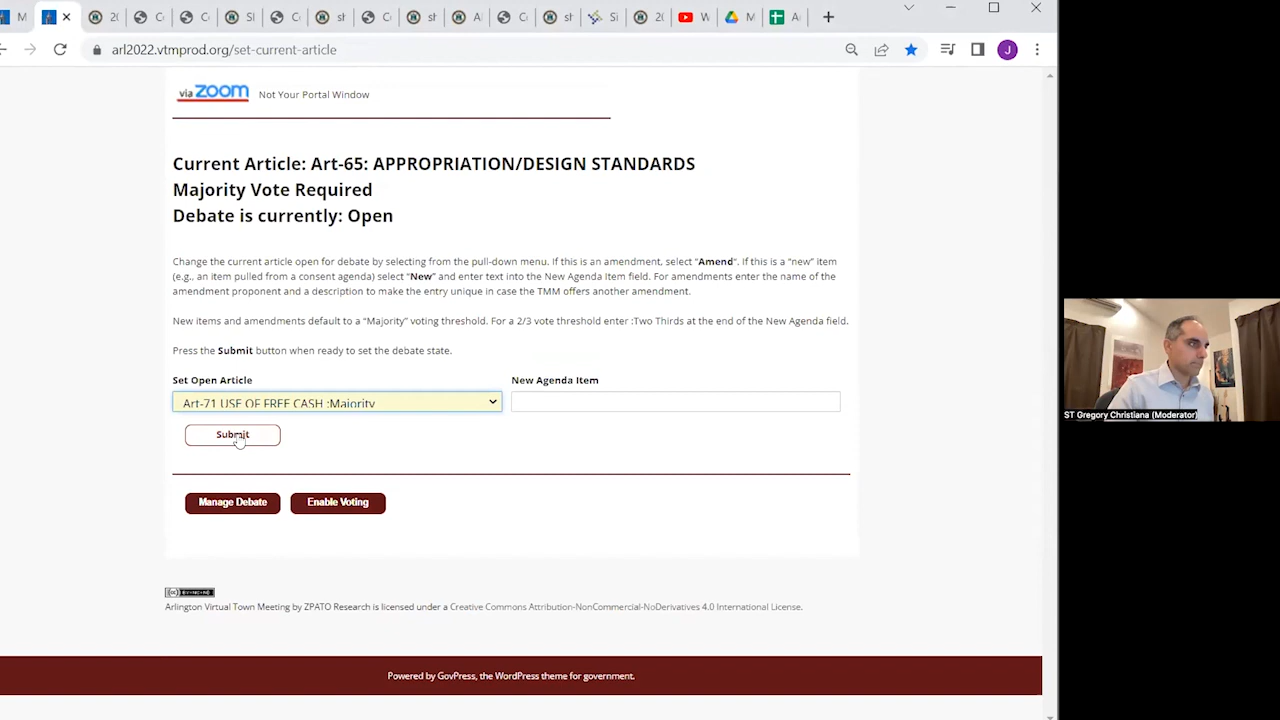 M
2
C
C
Sl
st
C
st
A
C
st
Si
2
W
M
A
arl2022.vtmprod.org/set-current-article
J
via zoom Not Your Portal Window
Current Article: Art-65: APPROPRIATION/DESIGN STANDARDS
Majority Vote Required
Debate is currently: Open
Change the current article open for debate by selecting from the pull-down menu. If this is an amendment, select "Amend". If this is a "new" item
(e.g., an item pulled from a consent agenda) select "New" and enter text into the New Agenda Item field. For amendments enter the name of the
amendment proponent and a description to make the entry unique in case the TMM offers another amendment.
New items and amendments default to a "Majority" voting threshold. For a 2/3 vote threshold enter :Two Thirds at the end of the New Agenda field.
Press the Submit button when ready to set the debate state.
Set Open Article New Agenda Item
Art-71 USE OF FREE CASH :Majority
Submit
Manage Debate Enable Voting
ST Gregory Christiana (Moderator)
Arlington Virtual Town Meeting by ZPATO Research is licensed under a Creative Commons Attribution-NonCommercial-NoDerivatives 4.0 International License.
Powered by GovPress, the WordPress theme for government.